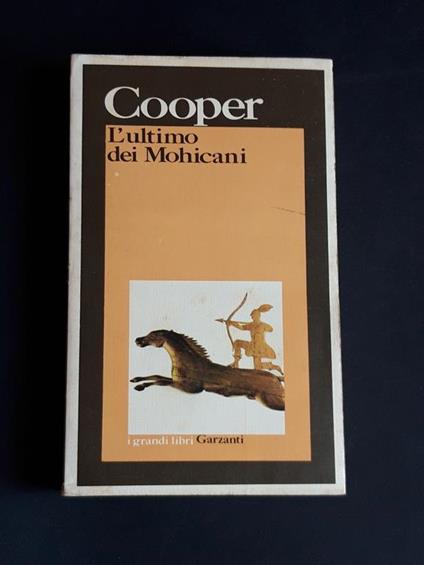 Cooper
L'ultimo
dei Mohicani
i grandi libri Garzanti